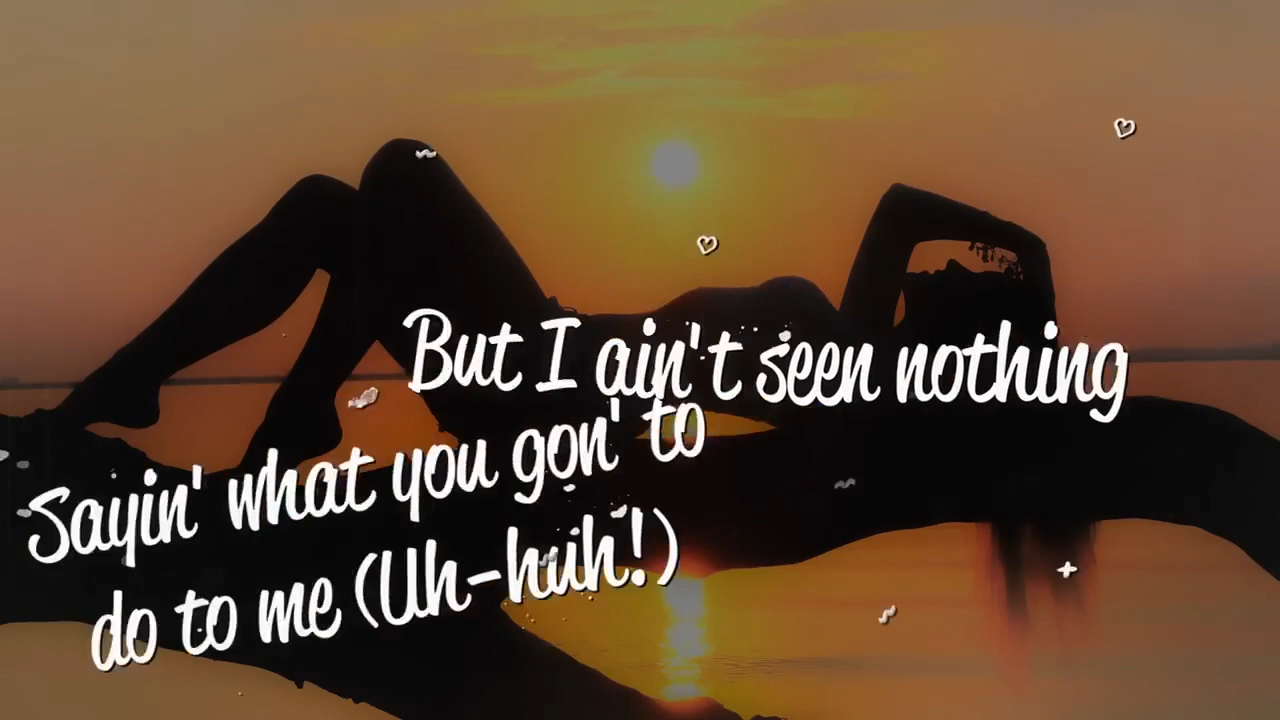 But I ain't seen nothing
Sayin' what you gon' to
do to me (Uh-huh!)